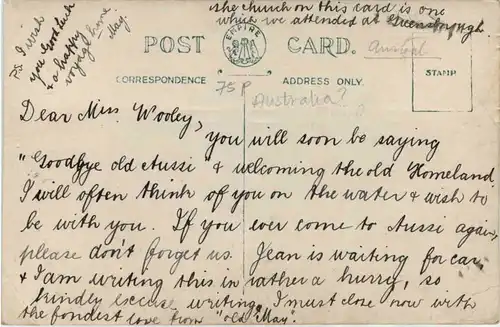 the church on this card is one
which we attended at Greensborough
P.S. I wish
you Good luck
& a happy
voyage home
May.
POST CARD.
EMPIRE
CORRESPONDENCE
ADDRESS ONLY.
STAMP
75P
Austral
Australia?
Dear Miss Wooley,
you will soon be saying
"Goodbye old Aussi & welcoming the old Homeland
I will often think of you on the water & wish to
be with you. If you ever come to Aussi again,
please don't forget us. Jean is waiting for car
& I am writing this in rather a hurry, so
kindly excuse writing. I must close now with
the fondest love from "old May".